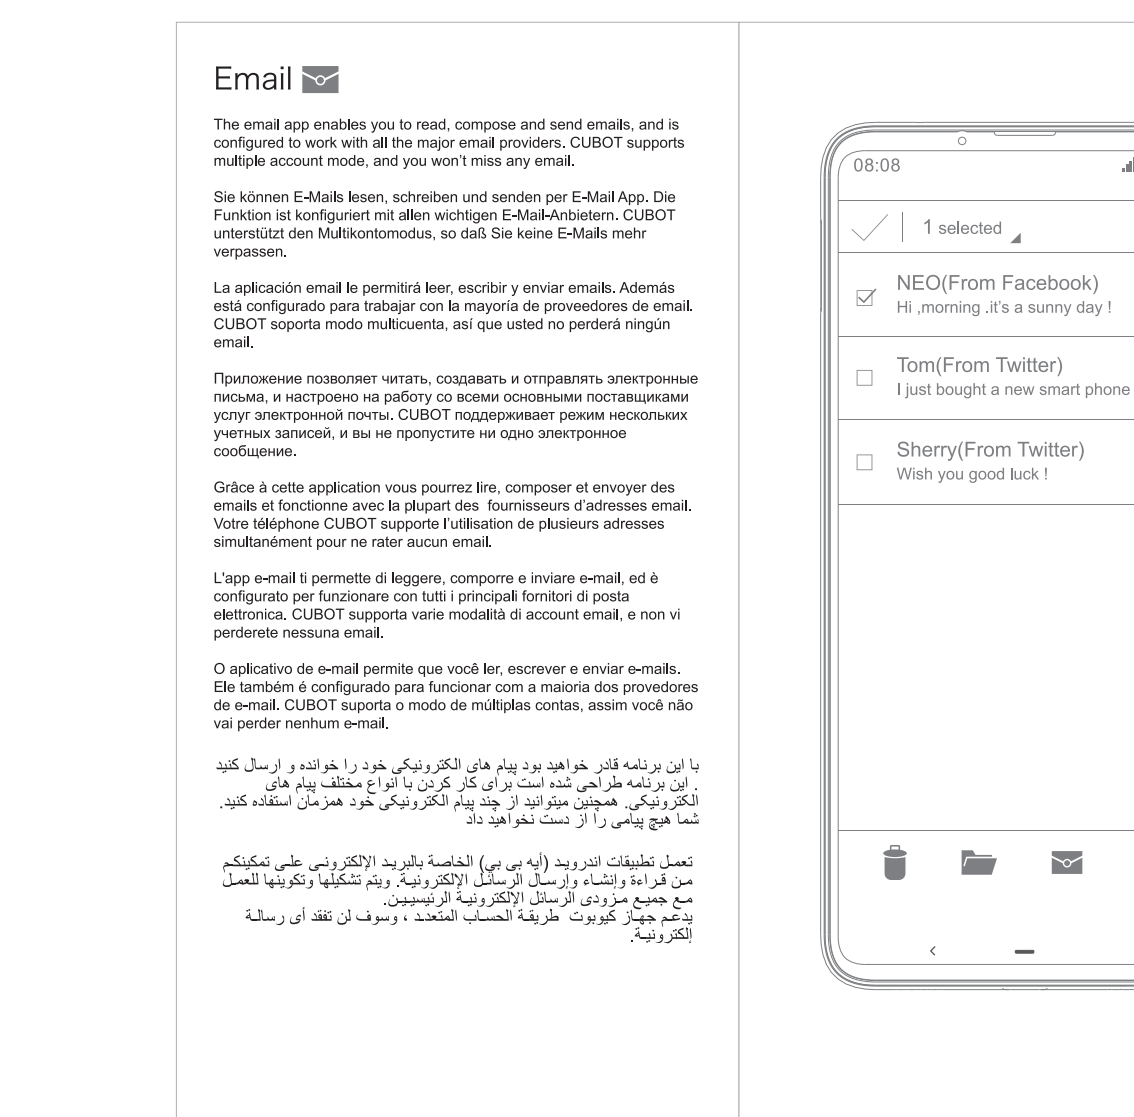 Email
The email app enables you to read, compose and send emails, and is
configured to work with all the major email providers. CUBOT supports
multiple account mode, and you won't miss any email.
Sie können E-Mails lesen, schreiben und senden per E-Mail App. Die
Funktion ist konfiguriert mit allen wichtigen E-Mail-Anbietern. CUBOT
unterstützt den Multikontomodus, so daß Sie keine E-Mails mehr
verpassen.
La aplicación email le permitirá leer, escribir y enviar emails. Además
está configurado para trabajar con la mayoría de proveedores de email.
CUBOT soporta modo multicuenta, así que usted no perderá ningún
email.
Приложение позволяет читать, создавать и отправлять электронные
письма, и настроено на работу со всеми основными поставщиками
услуг электронной почты. CUBOT поддерживает режим нескольких
учетных записей, и вы не пропустите ни одно электронное
сообщение.
Grâce à cette application vous pourrez lire, composer et envoyer des
emails et fonctionne avec la plupart des  fournisseurs d'adresses email.
Votre téléphone CUBOT supporte l'utilisation de plusieurs adresses
simultanément pour ne rater aucun email.
L'app e-mail ti permette di leggere, comporre e inviare e-mail, ed è
configurato per funzionare con tutti i principali fornitori di posta
elettronica. CUBOT supporta varie modalità di account email, e non vi
perderete nessuna email.
O aplicativo de e-mail permite que você ler, escrever e enviar e-mails.
Ele também é configurado para funcionar com a maioria dos provedores
de e-mail. CUBOT suporta o modo de múltiplas contas, assim você não
vai perder nenhum e-mail.
با این برنامه قادر خواهید بود پیام های الکترونیکی خود را خوانده و ارسال کنید
. این برنامه طراحی شده است برای کار کردن با انواع مختلف پیام های
الکترونیکی. همچنین میتوانید از چند پیام الکترونیکی خود همزمان استفاده کنید.
شما هیچ پیامی را از دست نخواهید داد
تعمل تطبيقات اندرويد (أيه بى بي) الخاصة بالبريد الإلكترونى على تمكينكم
من قراءة وإنشاء وإرسال الرسائل الإلكترونية. ويتم تشكيلها وتكوينها للعمل
مع جميع مزودى الرسائل الإلكترونية الرئيسيين.
يدعم جهاز كيوبوت  طريقة الحساب المتعدد ، وسوف لن تفقد أى رسالة
إلكترونية.
08:08
1 selected
NEO(From Facebook)
Hi ,morning .it's a sunny day !
Tom(From Twitter)
I just bought a new smart phone
Sherry(From Twitter)
Wish you good luck !